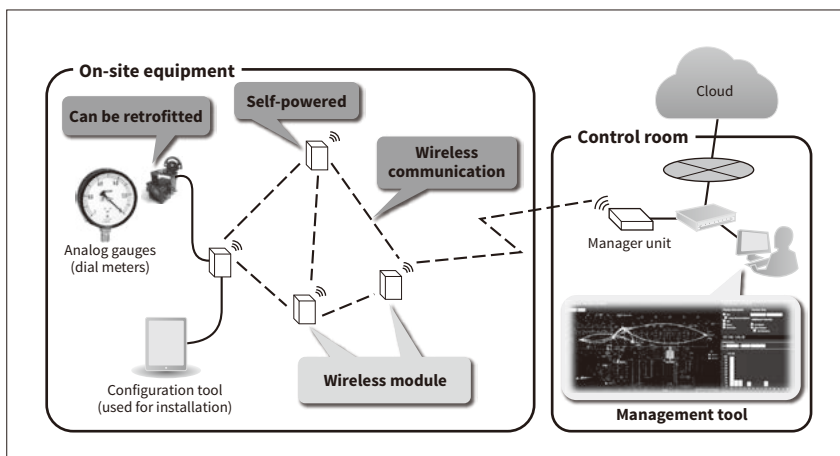 On-site equipment
Can be retrofitted
Self-powered
Wireless
communication
Analog gauges
(dial meters)
Configuration tool
(used for installation)
Wireless module
Cloud
Control room
Manager unit
Management tool